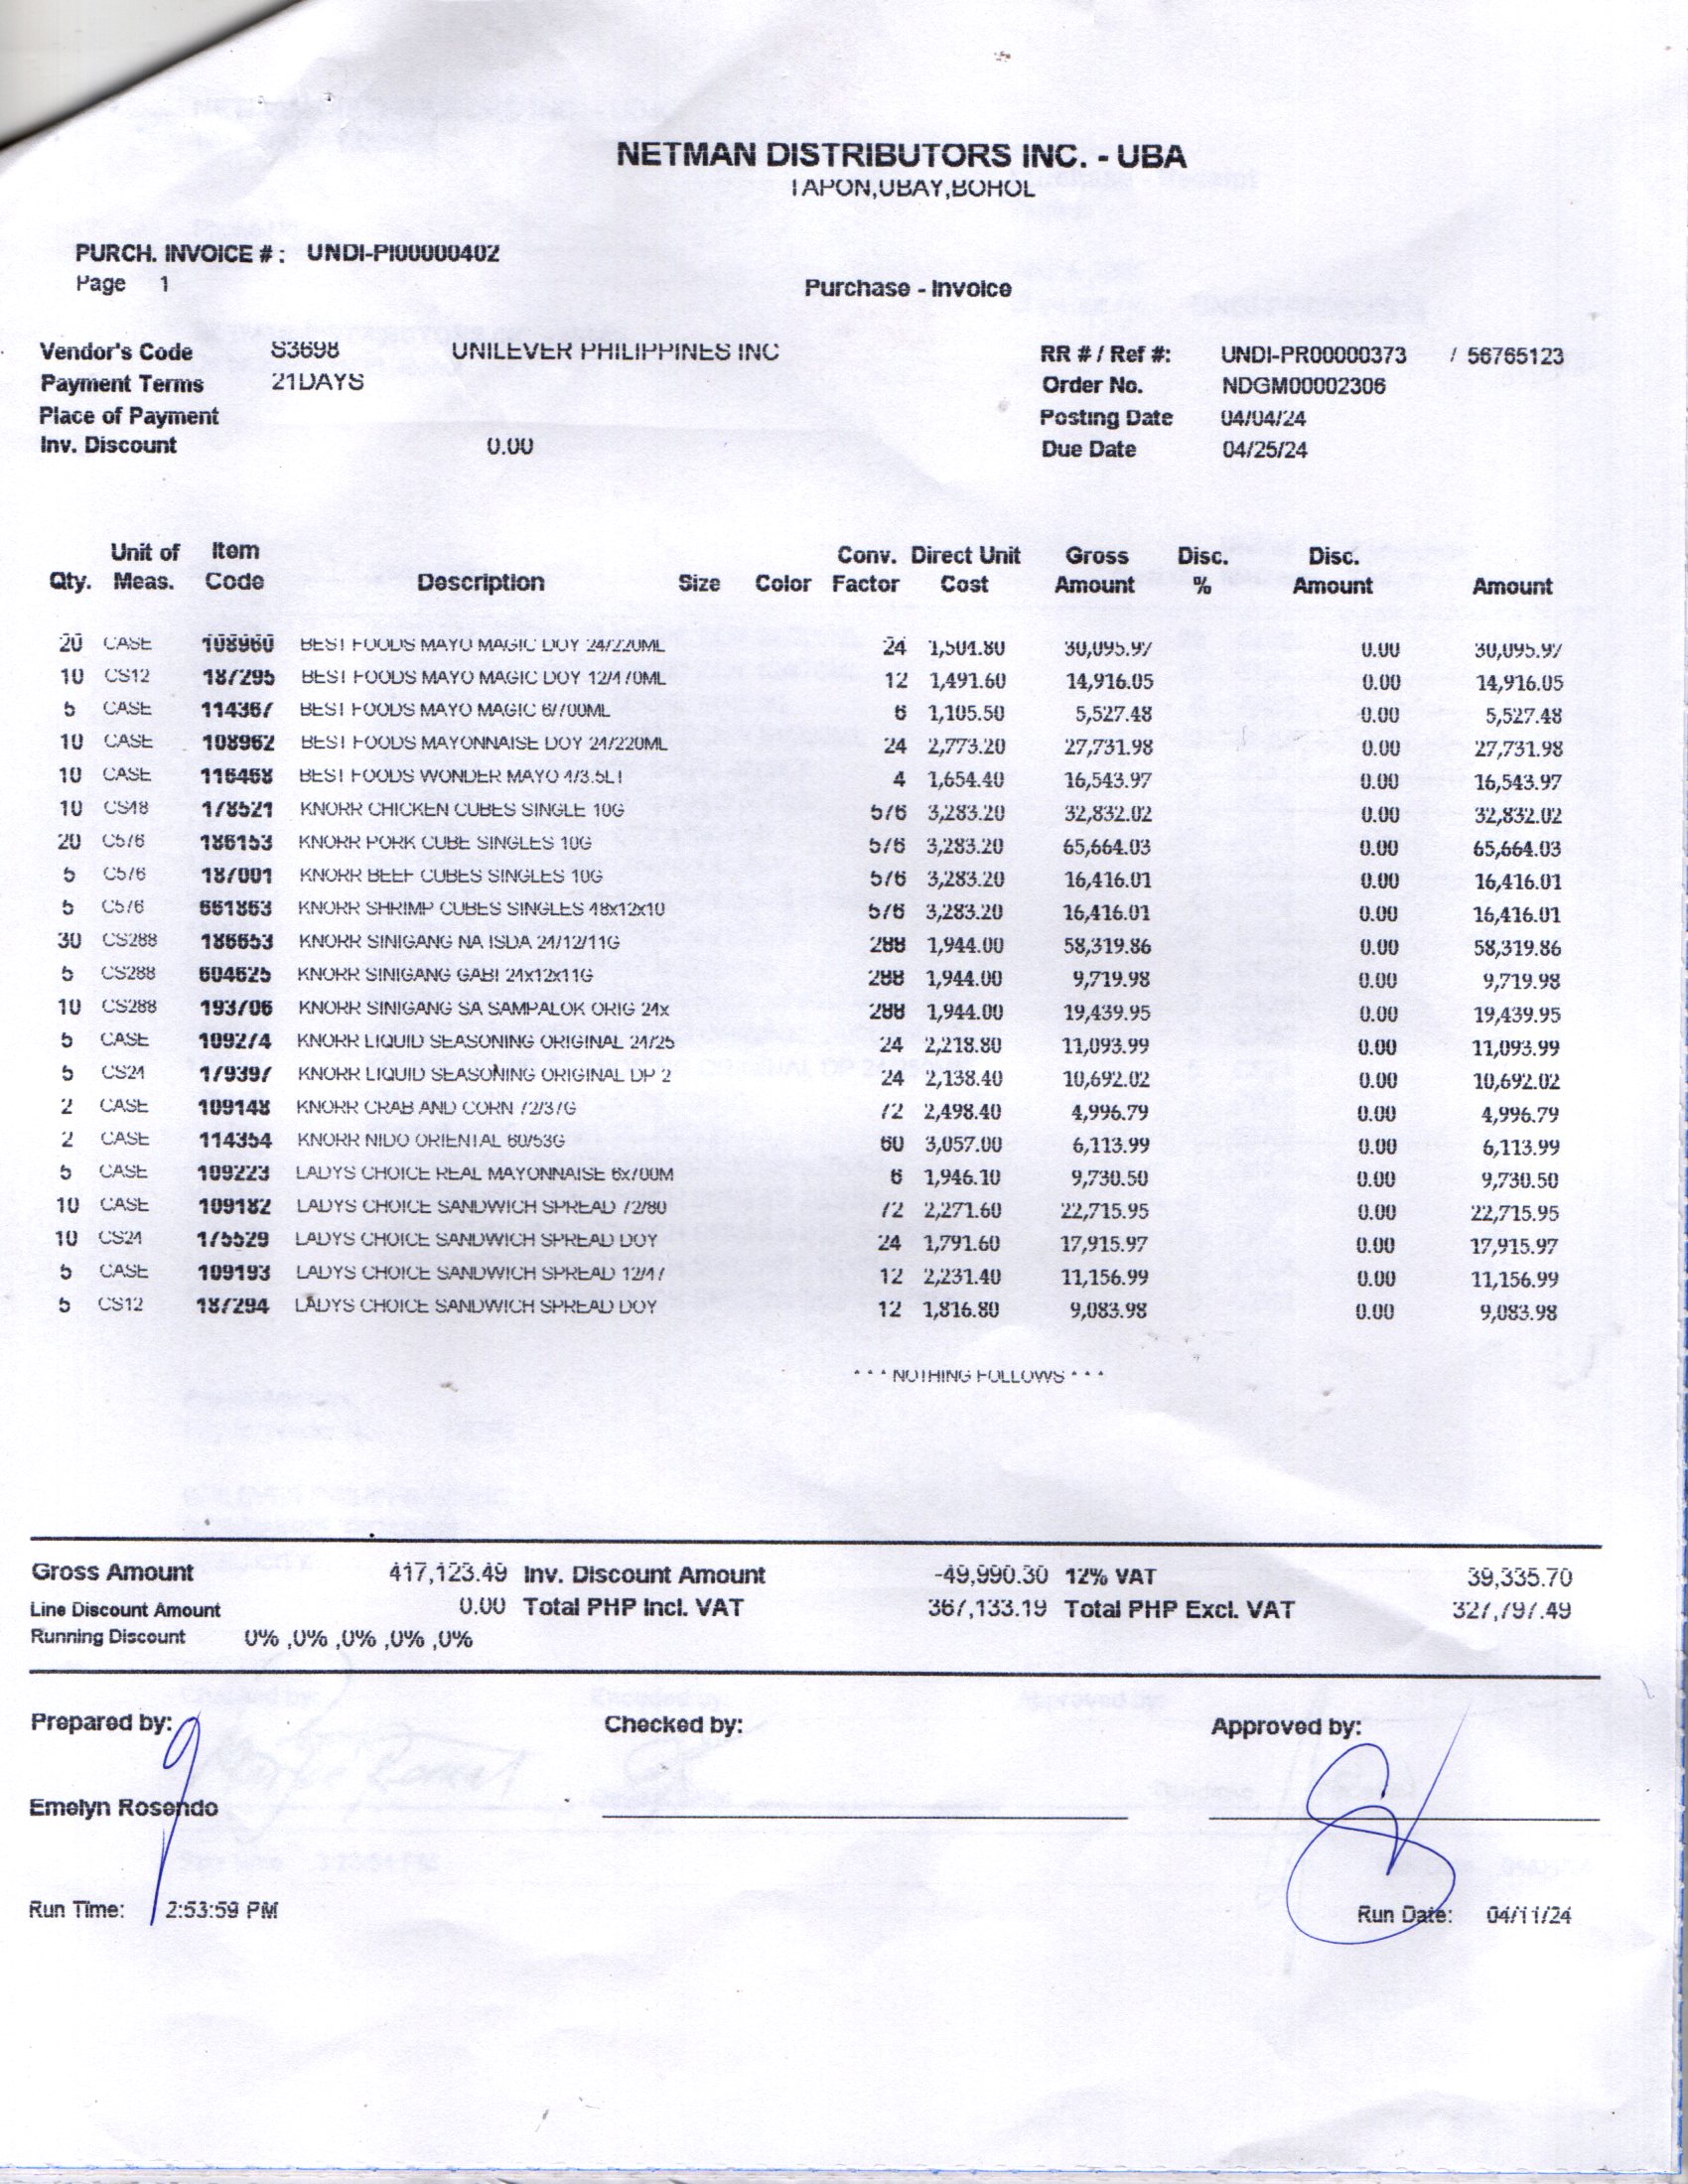 NETMAN DISTRIBUTORS INC. - UBA
TAPON,UBAY,BOHOL
PURCH. INVOICE # : UNDI-PI00000402
Page 1
Purchase - Invoice
Vendor's Code S3698 UNILEVER PHILIPPINES INC RR # / Ref #: UNDI-PR00000373 / 56765123
Payment Terms 21DAYS Order No. NDGM00002306
Place of Payment Posting Date 04/04/24
Inv. Discount 0.00 Due Date 04/25/24
Qty. Unit of Meas. Item Code Description Size Color Conv. Factor Direct Unit Cost Gross Amount Disc. % Disc. Amount Amount
20 CASE 108960 BEST FOODS MAYO MAGIC DOY 24/220ML 24 1,504.80 30,095.97 0.00 30,095.97
10 CS12 187295 BEST FOODS MAYO MAGIC DOY 12/470ML 12 1,491.60 14,916.05 0.00 14,916.05
5 CASE 114367 BEST FOODS MAYO MAGIC 6/700ML 6 1,105.50 5,527.48 0.00 5,527.48
10 CASE 108962 BEST FOODS MAYONNAISE DOY 24/220ML 24 2,773.20 27,731.98 0.00 27,731.98
10 CASE 116468 BEST FOODS WONDER MAYO 4/3.5LT 4 1,654.40 16,543.97 0.00 16,543.97
10 CS48 178521 KNORR CHICKEN CUBES SINGLE 10G 576 3,283.20 32,832.02 0.00 32,832.02
20 C576 186153 KNORR PORK CUBE SINGLES 10G 576 3,283.20 65,664.03 0.00 65,664.03
5 C576 187001 KNORR BEEF CUBES SINGLES 10G 576 3,283.20 16,416.01 0.00 16,416.01
5 C576 661863 KNORR SHRIMP CUBES SINGLES 48x12x10 576 3,283.20 16,416.01 0.00 16,416.01
30 CS288 186653 KNORR SINIGANG NA ISDA 24/12/11G 288 1,944.00 58,319.86 0.00 58,319.86
5 CS288 604625 KNORR SINIGANG GABI 24x12x11G 288 1,944.00 9,719.98 0.00 9,719.98
10 CS288 193706 KNORR SINIGANG SA SAMPALOK ORIG 24x 288 1,944.00 19,439.95 0.00 19,439.95
5 CASE 109274 KNORR LIQUID SEASONING ORIGINAL 24/25 24 2,218.80 11,093.99 0.00 11,093.99
5 CS24 179397 KNORR LIQUID SEASONING ORIGINAL DP 2 24 2,138.40 10,692.02 0.00 10,692.02
2 CASE 109148 KNORR CRAB AND CORN 72/37G 72 2,498.40 4,996.79 0.00 4,996.79
2 CASE 114354 KNORR NIDO ORIENTAL 60/53G 60 3,057.00 6,113.99 0.00 6,113.99
5 CASE 109223 LADYS CHOICE REAL MAYONNAISE 6x700M 6 1,946.10 9,730.50 0.00 9,730.50
10 CASE 109182 LADYS CHOICE SANDWICH SPREAD 72/80 72 2,271.60 22,715.95 0.00 22,715.95
10 CS24 175529 LADYS CHOICE SANDWICH SPREAD DOY 24 1,791.60 17,915.97 0.00 17,915.97
5 CASE 109193 LADYS CHOICE SANDWICH SPREAD 12/47 12 2,231.40 11,156.99 0.00 11,156.99
5 CS12 187294 LADYS CHOICE SANDWICH SPREAD DOY 12 1,816.80 9,083.98 0.00 9,083.98
* * * NOTHING FOLLOWS * * *
Gross Amount 417,123.49 Inv. Discount Amount -49,990.30 12% VAT 39,335.70
Line Discount Amount 0.00 Total PHP Incl. VAT 367,133.19 Total PHP Excl. VAT 327,797.49
Running Discount 0% ,0% ,0% ,0% ,0%
Prepared by: Checked by: Approved by:
Emelyn Rosendo
Run Time: 2:53:59 PM Run Date: 04/11/24